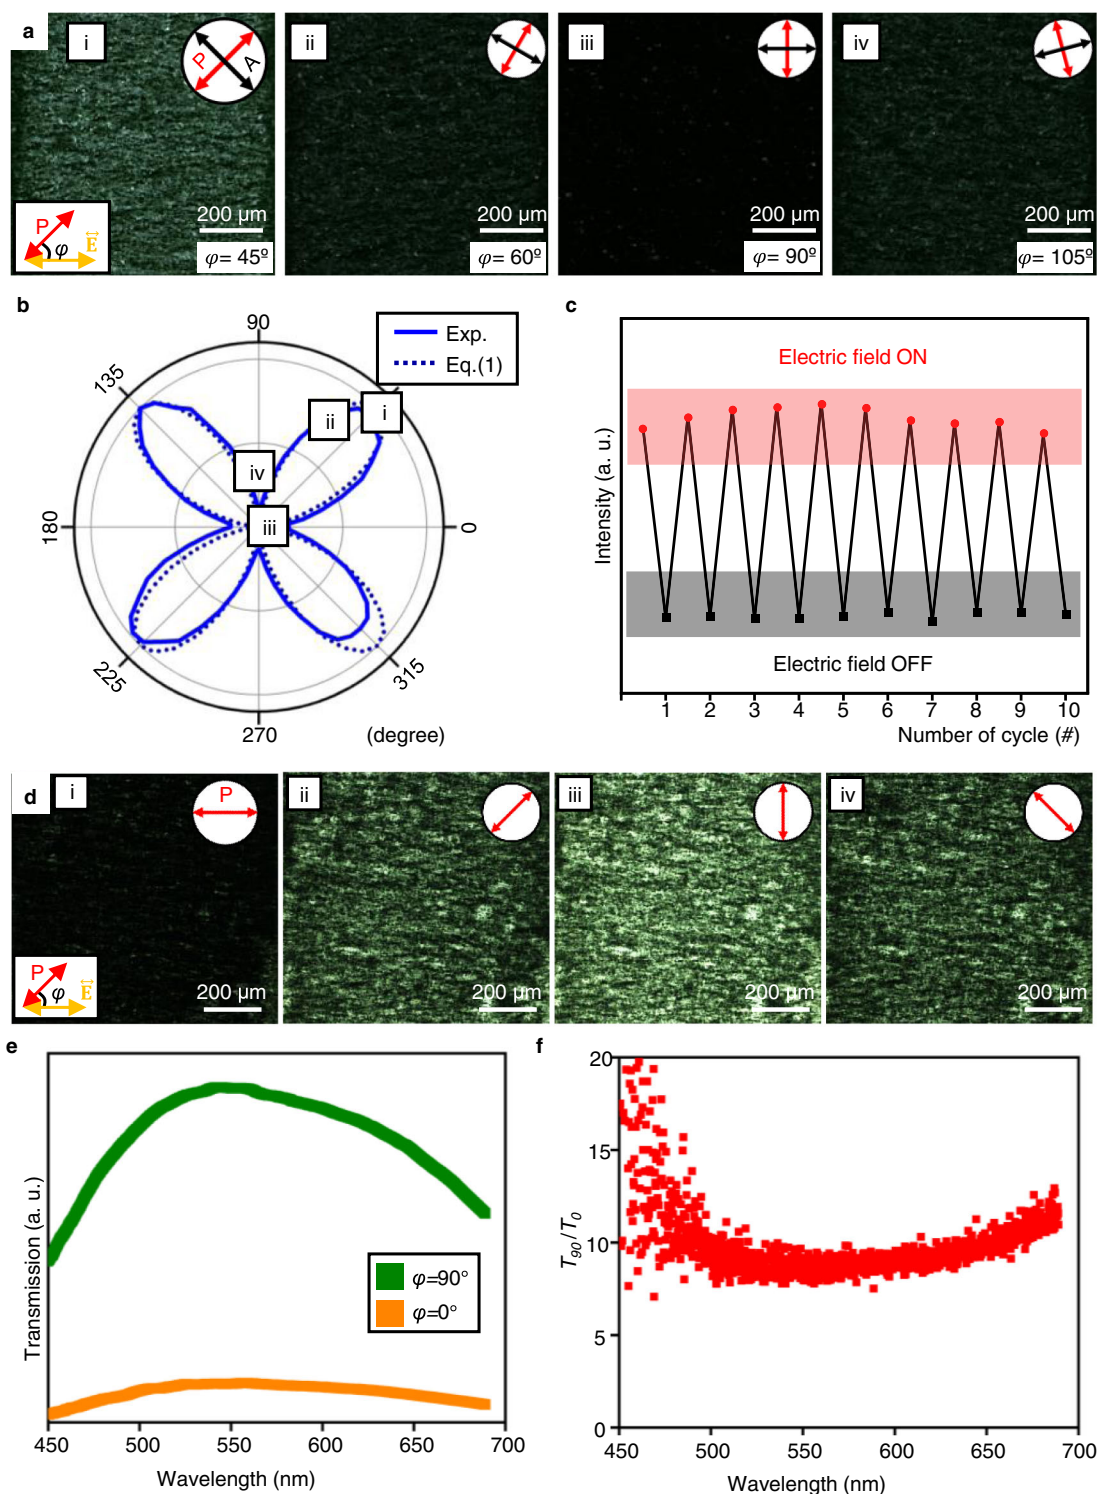 a
i
P
A
P
φ
E
200 μm
φ= 45º
ii
200 μm
φ= 60º
iii
200 μm
φ= 90º
iv
200 μm
φ= 105º
b
90
135
180
225
270
315
0
(degree)
Exp.
Eq.(1)
i
ii
iv
iii
c
Electric field ON
Intensity (a. u.)
Electric field OFF
1 2 3 4 5 6 7 8 9 10
Number of cycle (#)
d
i
P
P
φ
E
200 μm
ii
200 μm
iii
200 μm
iv
200 μm
e
Transmission (a. u.)
φ=90°
φ=0°
450 500 550 600 650 700
Wavelength (nm)
f
20
15
10
5
0
T90/T0
450 500 550 600 650 700
Wavelength (nm)